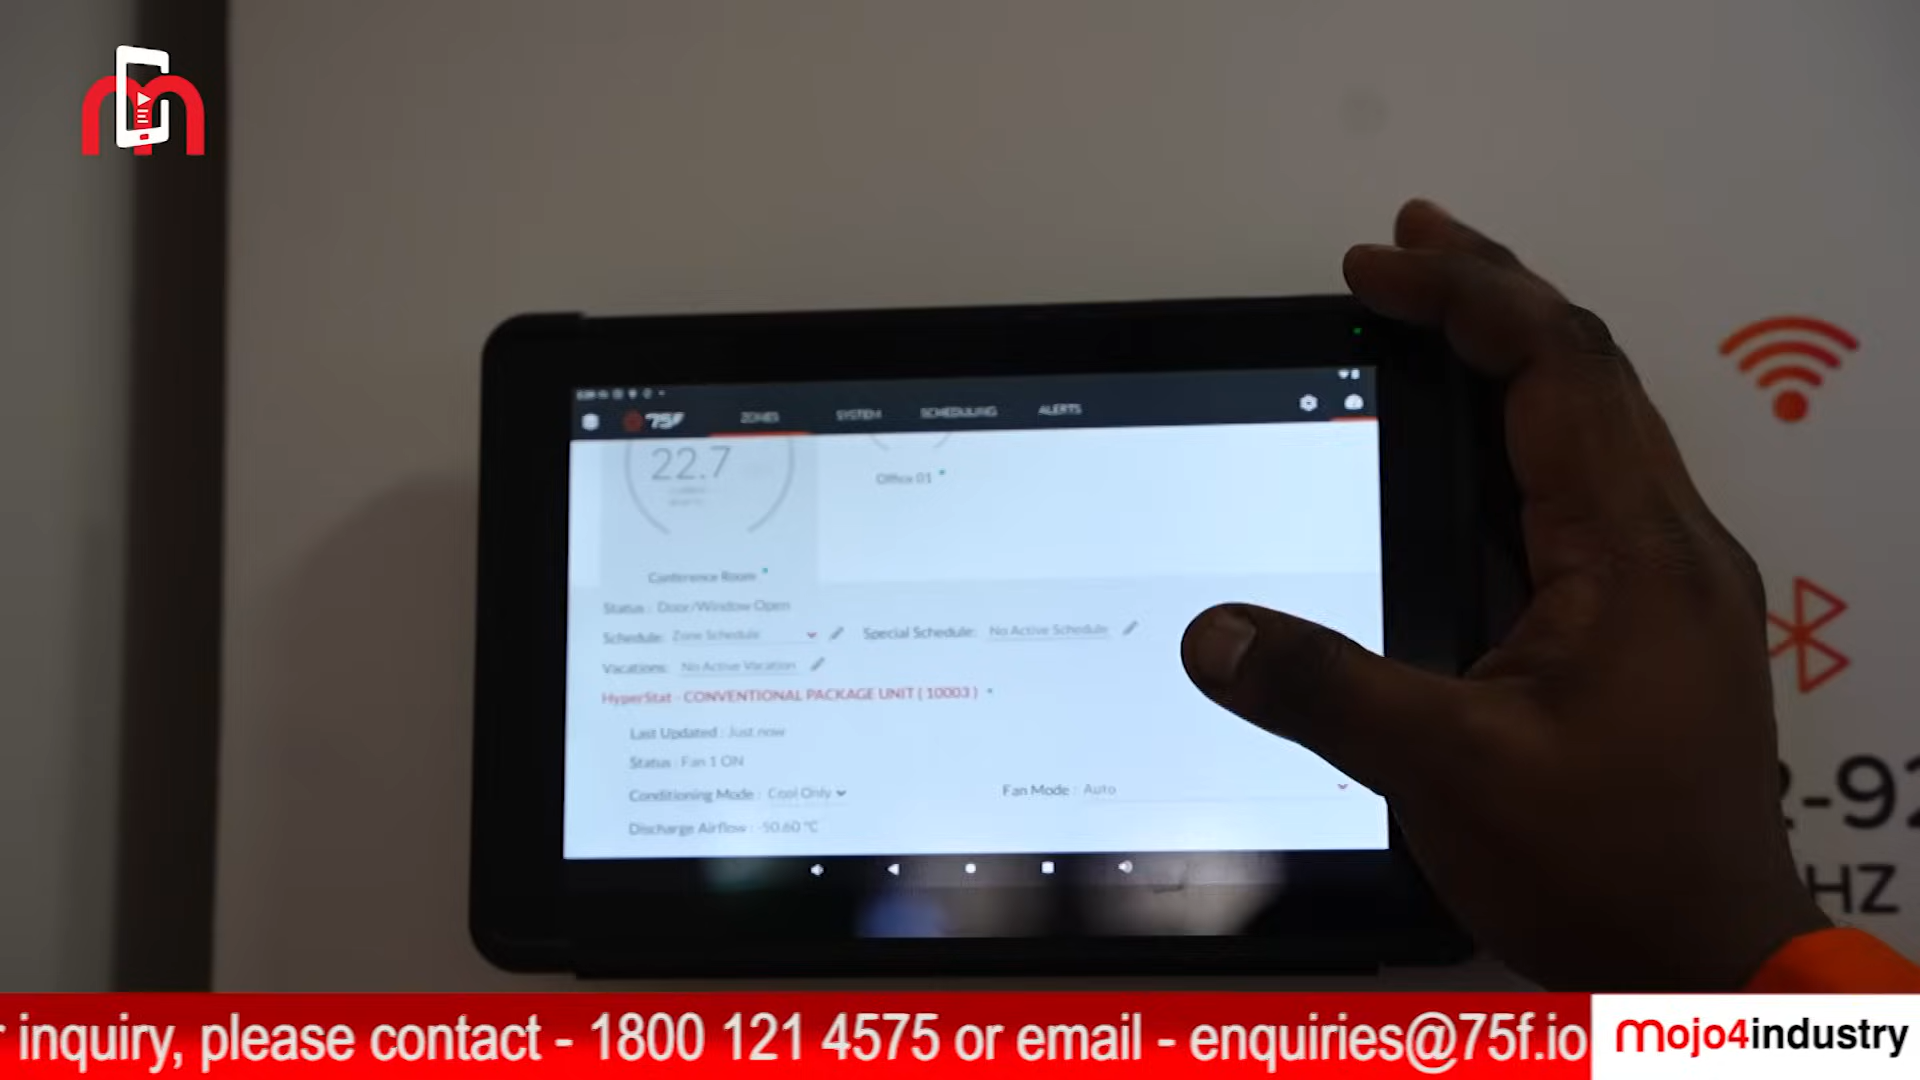 75F ZONES SYSTEM SCHEDULING ALERTS
22.7
Office 01
Conference Room
Status : Door/Window Open
Schedule: Zone Schedule Special Schedule: No Active Schedule
Vacations: No Active Vacation
HyperStat - CONVENTIONAL PACKAGE UNIT ( 10003 )
Last Updated : Just now
Status : Fan 1 ON
Conditioning Mode : Cool Only Fan Mode : Auto
Discharge Airflow : -50.60 °C
-92
HZ
r inquiry, please contact - 1800 121 4575 or email - enquiries@75f.io
mojo4industry